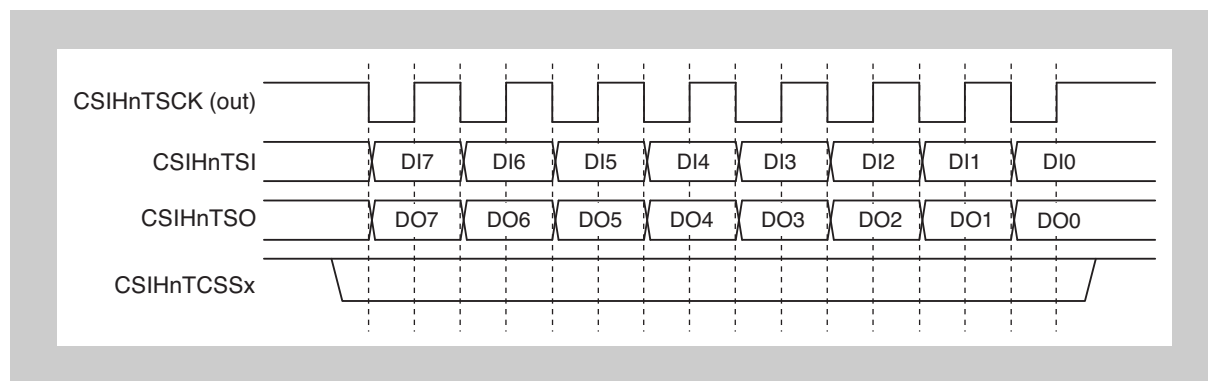 CSIHnTSCK (out)
CSIHnTSI DI7 DI6 DI5 DI4 DI3 DI2 DI1 DI0
CSIHnTSO DO7 DO6 DO5 DO4 DO3 DO2 DO1 DO0
CSIHnTCSSx